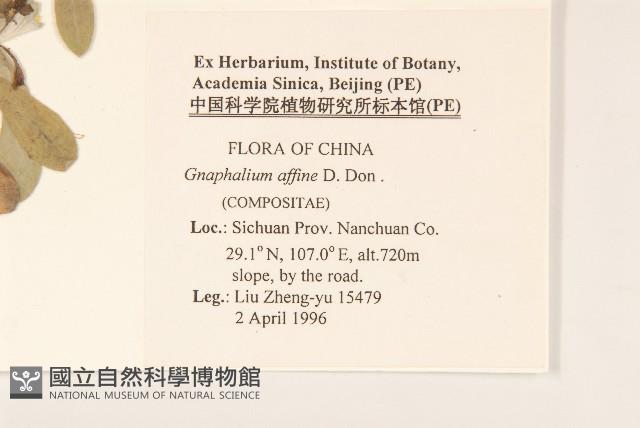 Ex Herbarium, Institute of Botany,
Academia Sinica, Beijing (PE)
中国科学院植物研究所标本馆(PE)
FLORA OF CHINA
Gnaphalium affine D. Don .
(COMPOSITAE)
Loc.: Sichuan Prov. Nanchuan Co.
29.1° N, 107.0° E, alt.720m
slope, by the road.
Leg.: Liu Zheng-yu 15479
2 April 1996
國立自然科學博物館
NATIONAL MUSEUM OF NATURAL SCIENCE